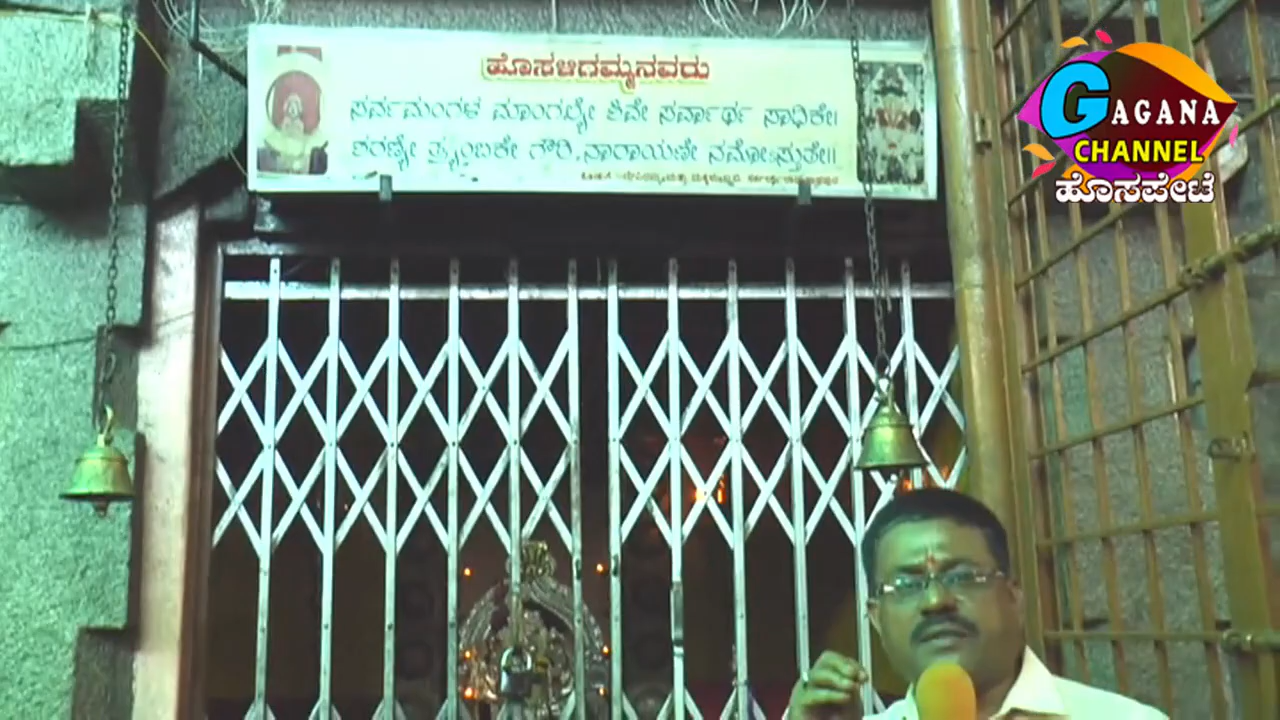 ಹೊಸಳಿಗಮ್ಮನವರು
ಸರ್ವಮಂಗಳ ಮಾಂಗಲ್ಯೇ ಶಿವೇ ಸರ್ವಾರ್ಥ ಸಾಧಿಕೇ।
ಶರಣ್ಯೇ ತ್ರ್ಯಂಬಕೇ ಗೌರಿ, ನಾರಾಯಣೀ ನಮೋಽಸ್ತುತೇ॥
GAGANA
CHANNEL
ಹೊಸಪೇಟೆ